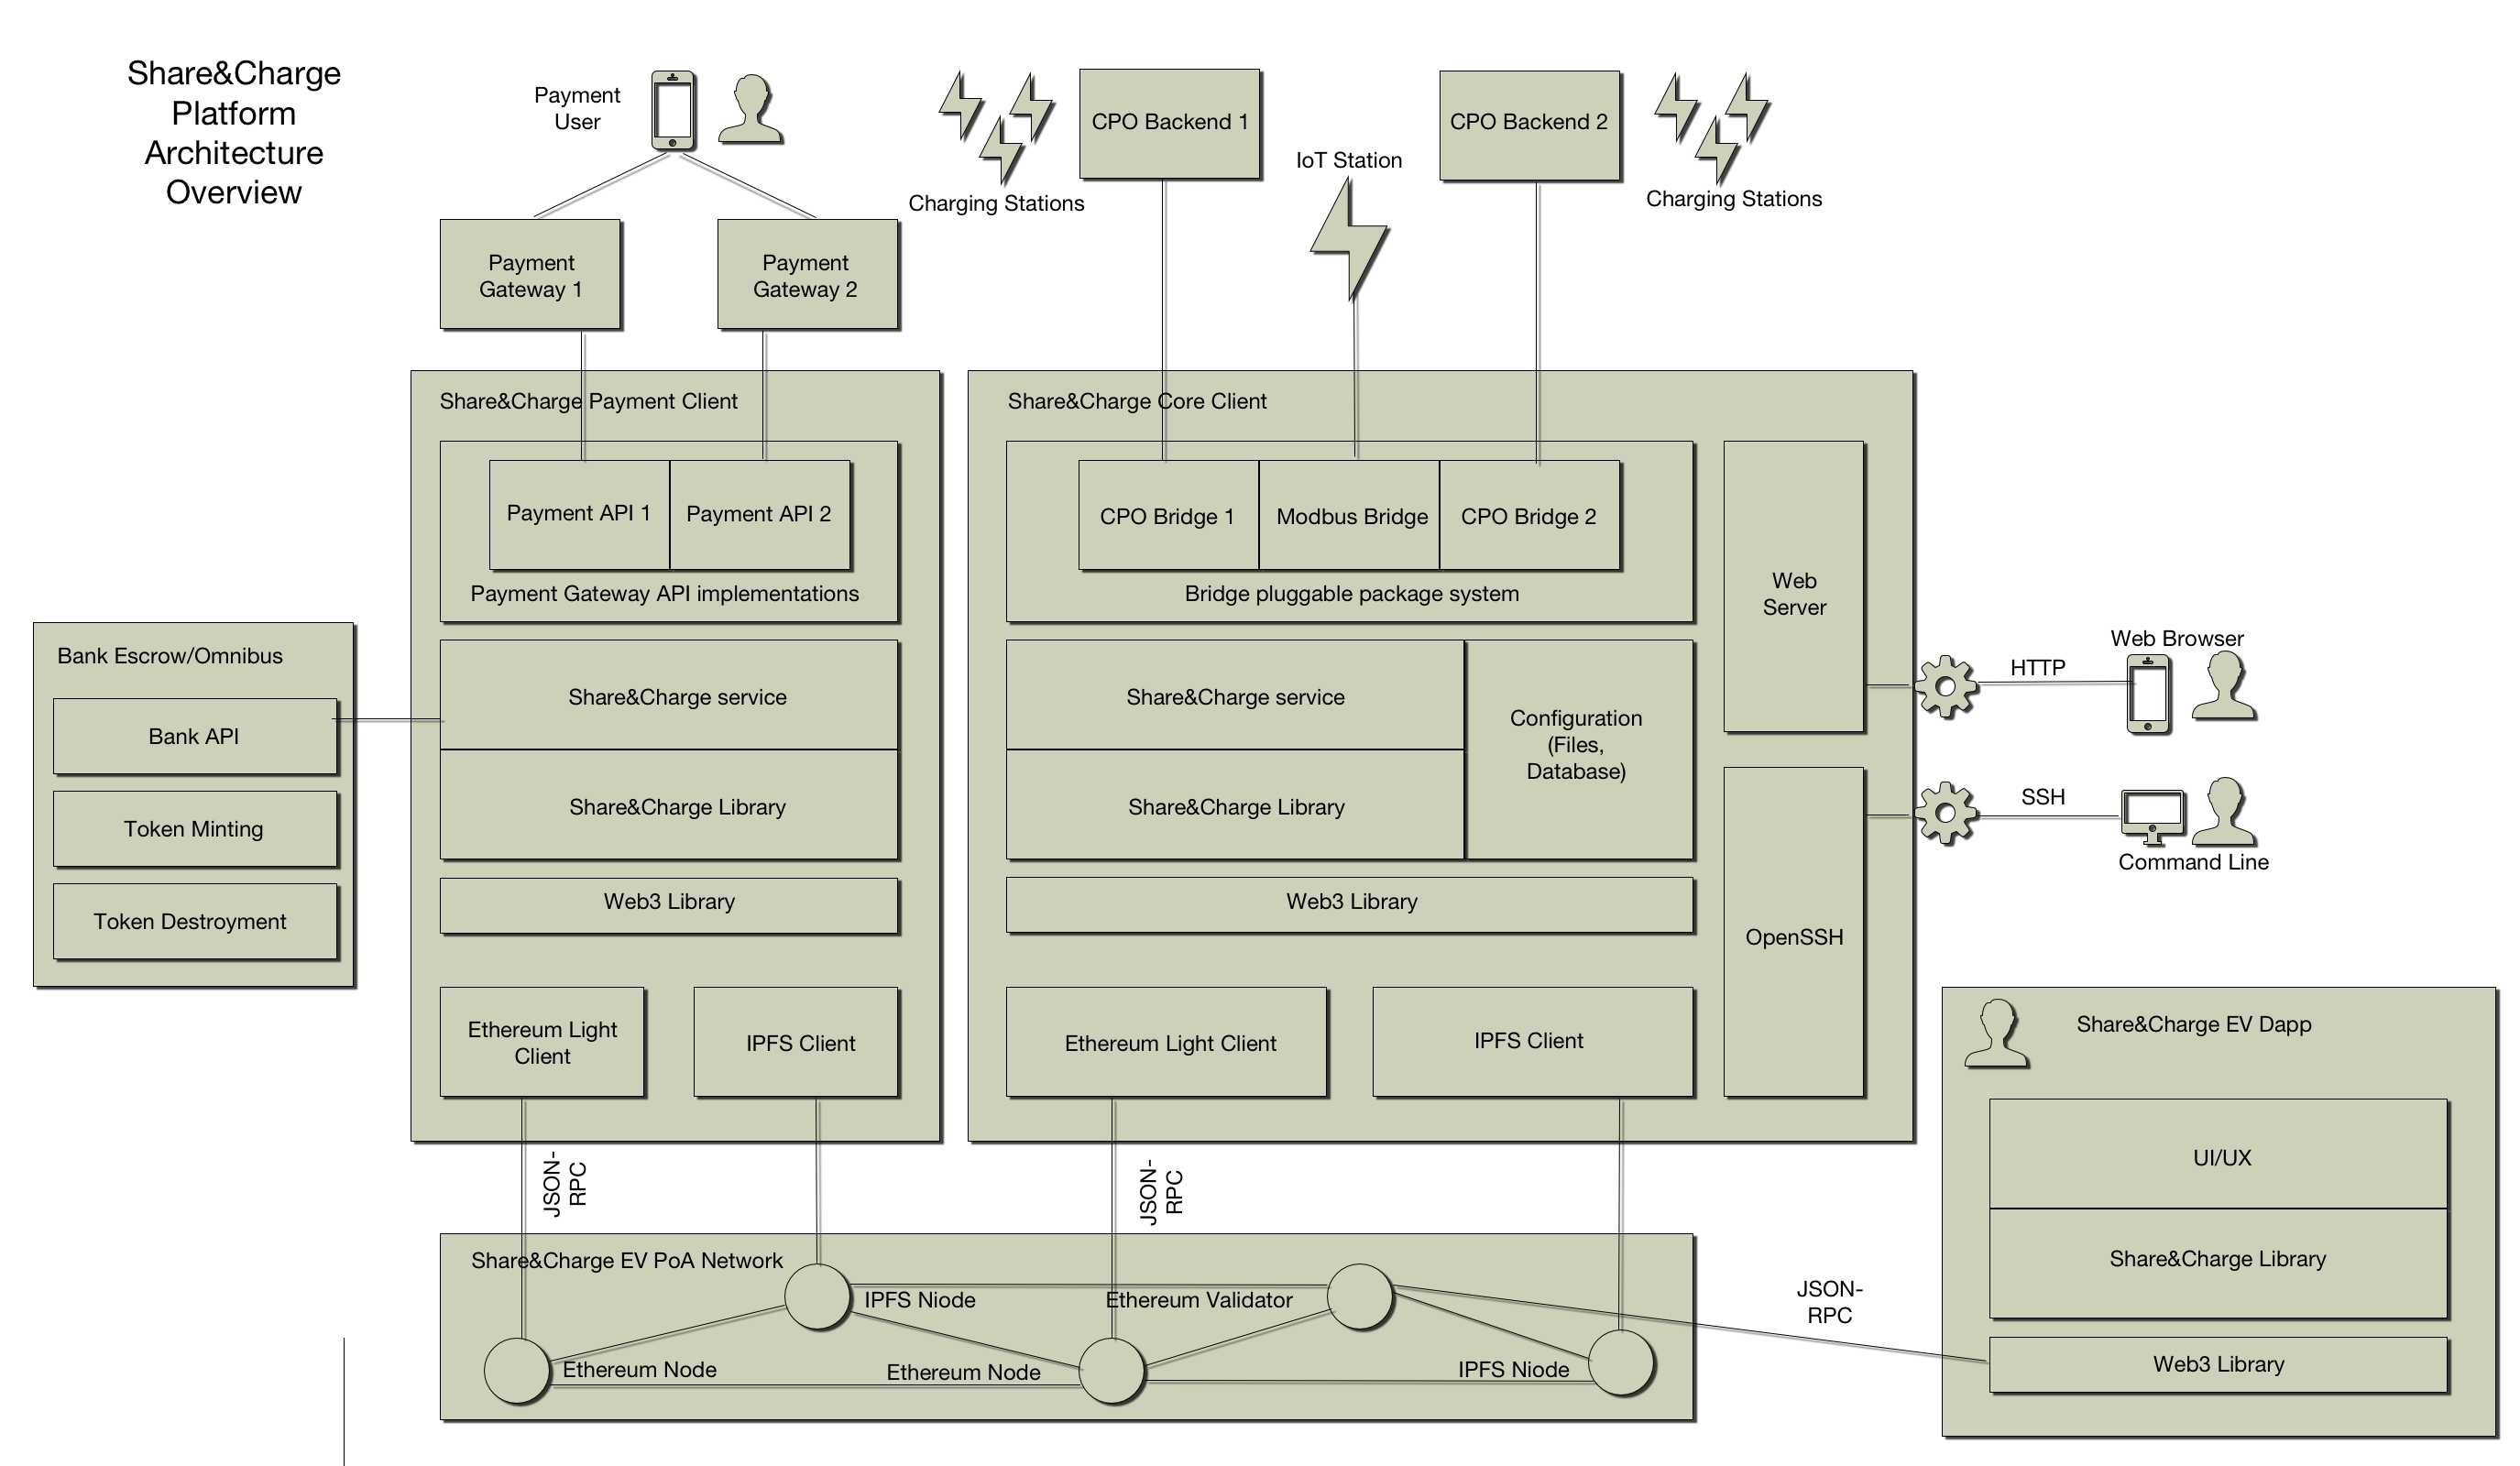 Share&Charge
Platform
Architecture
Overview
Payment
User
Charging Stations
CPO Backend 1
IoT Station
CPO Backend 2
Charging Stations
Payment
Gateway 1
Payment
Gateway 2
Share&Charge Payment Client
Payment API 1
Payment API 2
Payment Gateway API implementations
Share&Charge service
Share&Charge Library
Web3 Library
Ethereum Light
Client
IPFS Client
Share&Charge Core Client
CPO Bridge 1
Modbus Bridge
CPO Bridge 2
Bridge pluggable package system
Share&Charge service
Share&Charge Library
Configuration
(Files,
Database)
Web3 Library
Ethereum Light Client
IPFS Client
Web
Server
OpenSSH
Bank Escrow/Omnibus
Bank API
Token Minting
Token Destroyment
Web Browser
HTTP
SSH
Command Line
Share&Charge EV Dapp
UI/UX
Share&Charge Library
Web3 Library
JSON-
RPC
JSON-
RPC
JSON-
RPC
Share&Charge EV PoA Network
IPFS Niode
Ethereum Validator
Ethereum Node
Ethereum Node
IPFS Niode